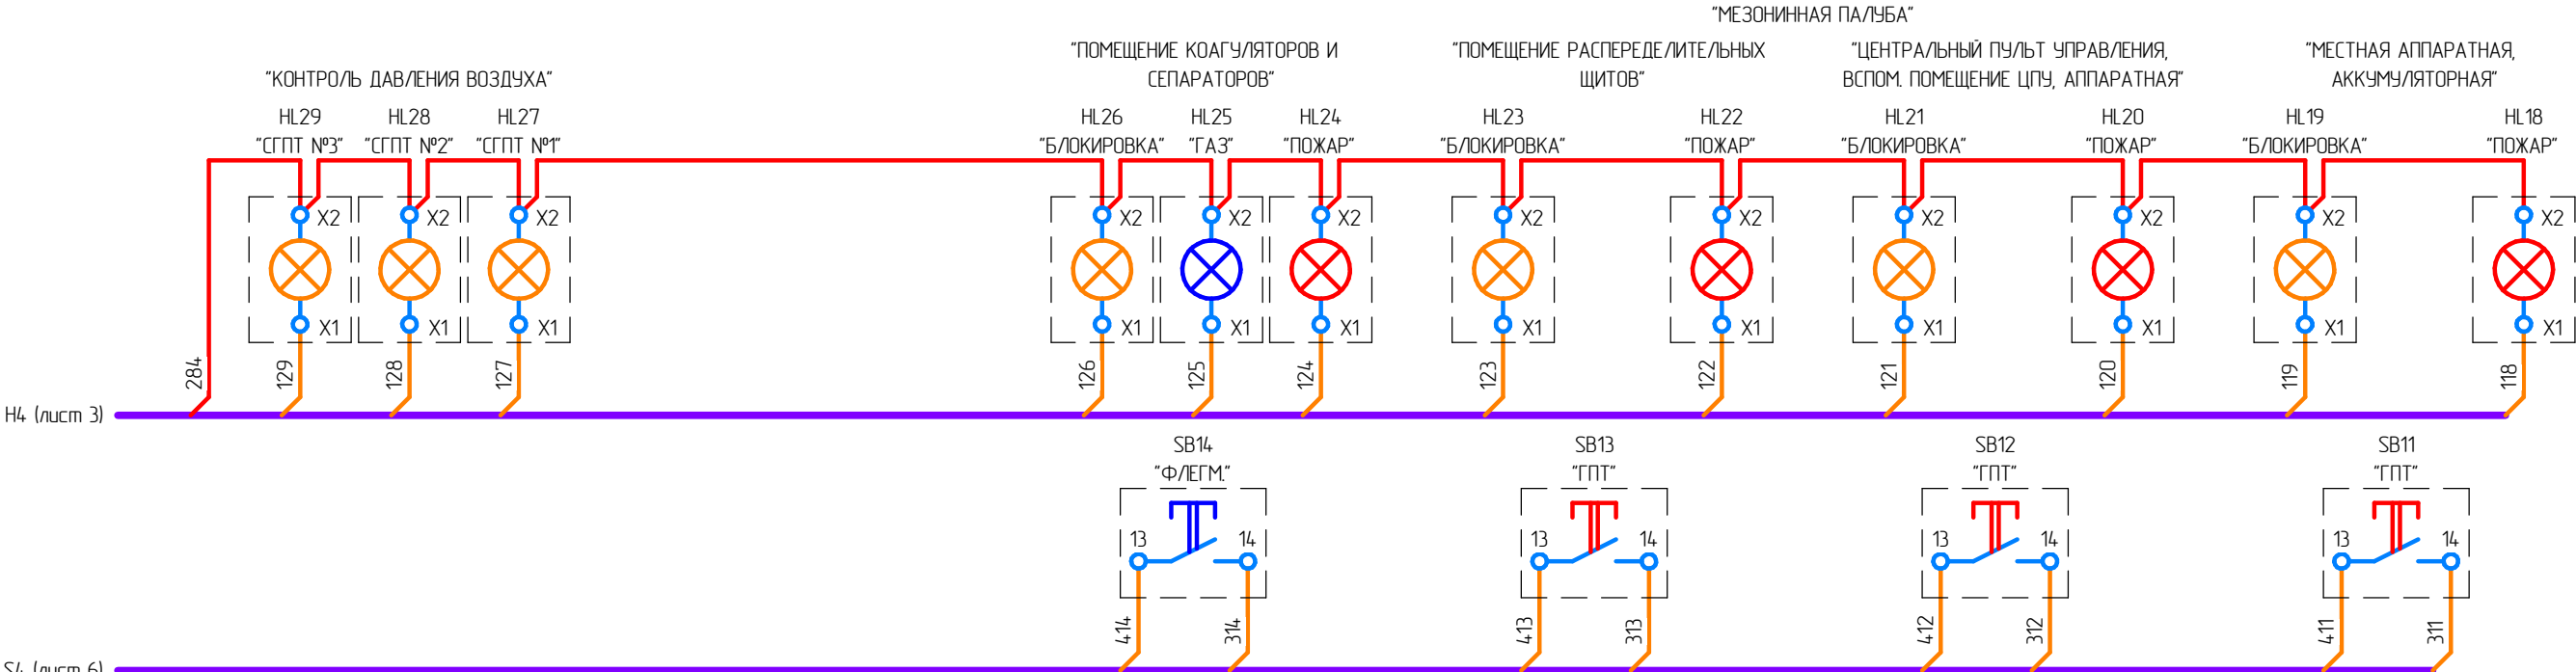 "МЕЗОНИННАЯ ПАЛУБА"
"КОНТРОЛЬ ДАВЛЕНИЯ ВОЗДУХА"
"ПОМЕЩЕНИЕ КОАГУЛЯТОРОВ И
СЕПАРАТОРОВ"
"ПОМЕЩЕНИЕ РАСПЕРЕДЕЛИТЕЛЬНЫХ
ЩИТОВ"
"ЦЕНТРАЛЬНЫЙ ПУЛЬТ УПРАВЛЕНИЯ,
ВСПОМ. ПОМЕЩЕНИЕ ЦПУ, АППАРАТНАЯ"
"МЕСТНАЯ АППАРАТНАЯ,
АККУМУЛЯТОРНАЯ"
HL29 HL28 HL27 HL26 HL25 HL24 HL23 HL22 HL21 HL20 HL19 HL18
"СГПТ №3" "СГПТ №2" "СГПТ №1" "БЛОКИРОВКА" "ГАЗ" "ПОЖАР" "БЛОКИРОВКА" "ПОЖАР" "БЛОКИРОВКА" "ПОЖАР" "БЛОКИРОВКА" "ПОЖАР"
X2 X2 X2 X2 X2 X2 X2 X2 X2 X2 X2 X2
X1 X1 X1 X1 X1 X1 X1 X1 X1 X1 X1 X1
284 129 128 127 126 125 124 123 122 121 120 119 118
H4 (лист 3)
SB14 SB13 SB12 SB11
"ФЛЕГМ." "ГПТ" "ГПТ" "ГПТ"
13 14 13 14 13 14 13 14
414 314 413 313 412 312 411 311
S4 (лист 6)